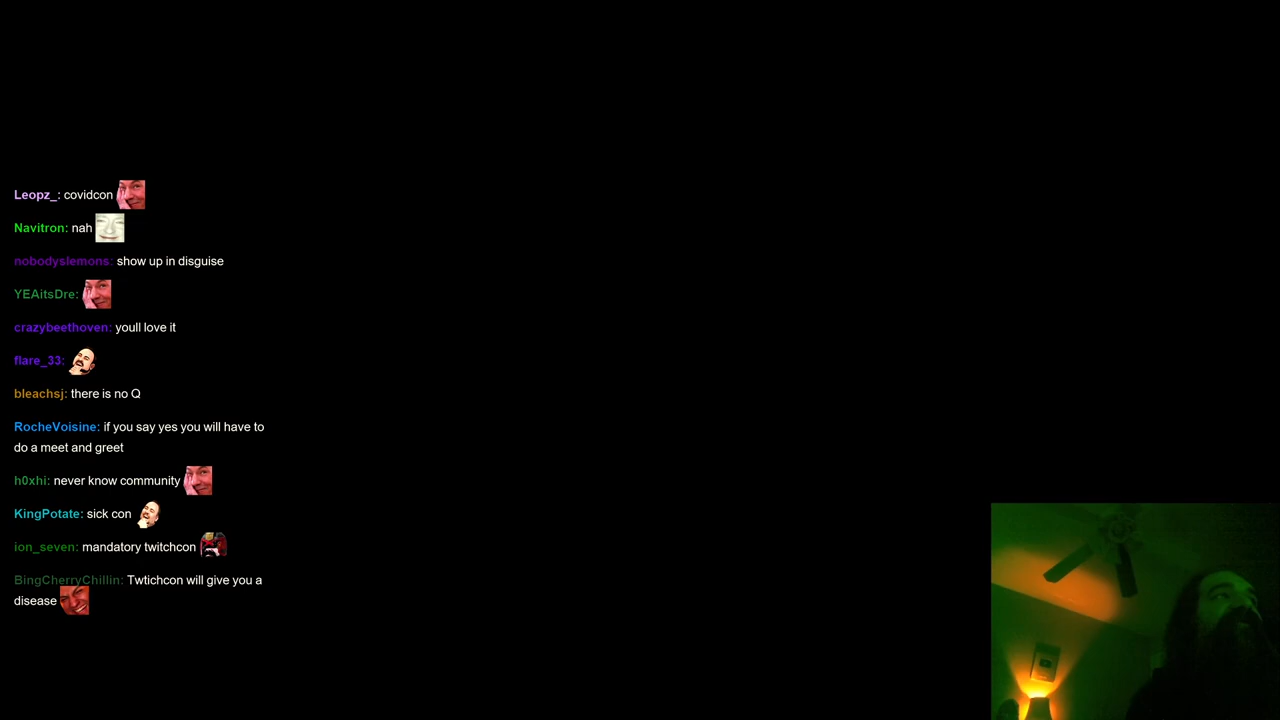 Leopz_: covidcon
Navitron: nah
nobodyslemons: show up in disguise
YEAitsDre:
crazybeethoven: youll love it
flare_33:
bleachsj: there is no Q
RocheVoisine: if you say yes you will have to
do a meet and greet
h0xhi: never know community
KingPotate: sick con
ion_seven: mandatory twitchcon
BingCherryChillin: Twtichcon will give you a
disease